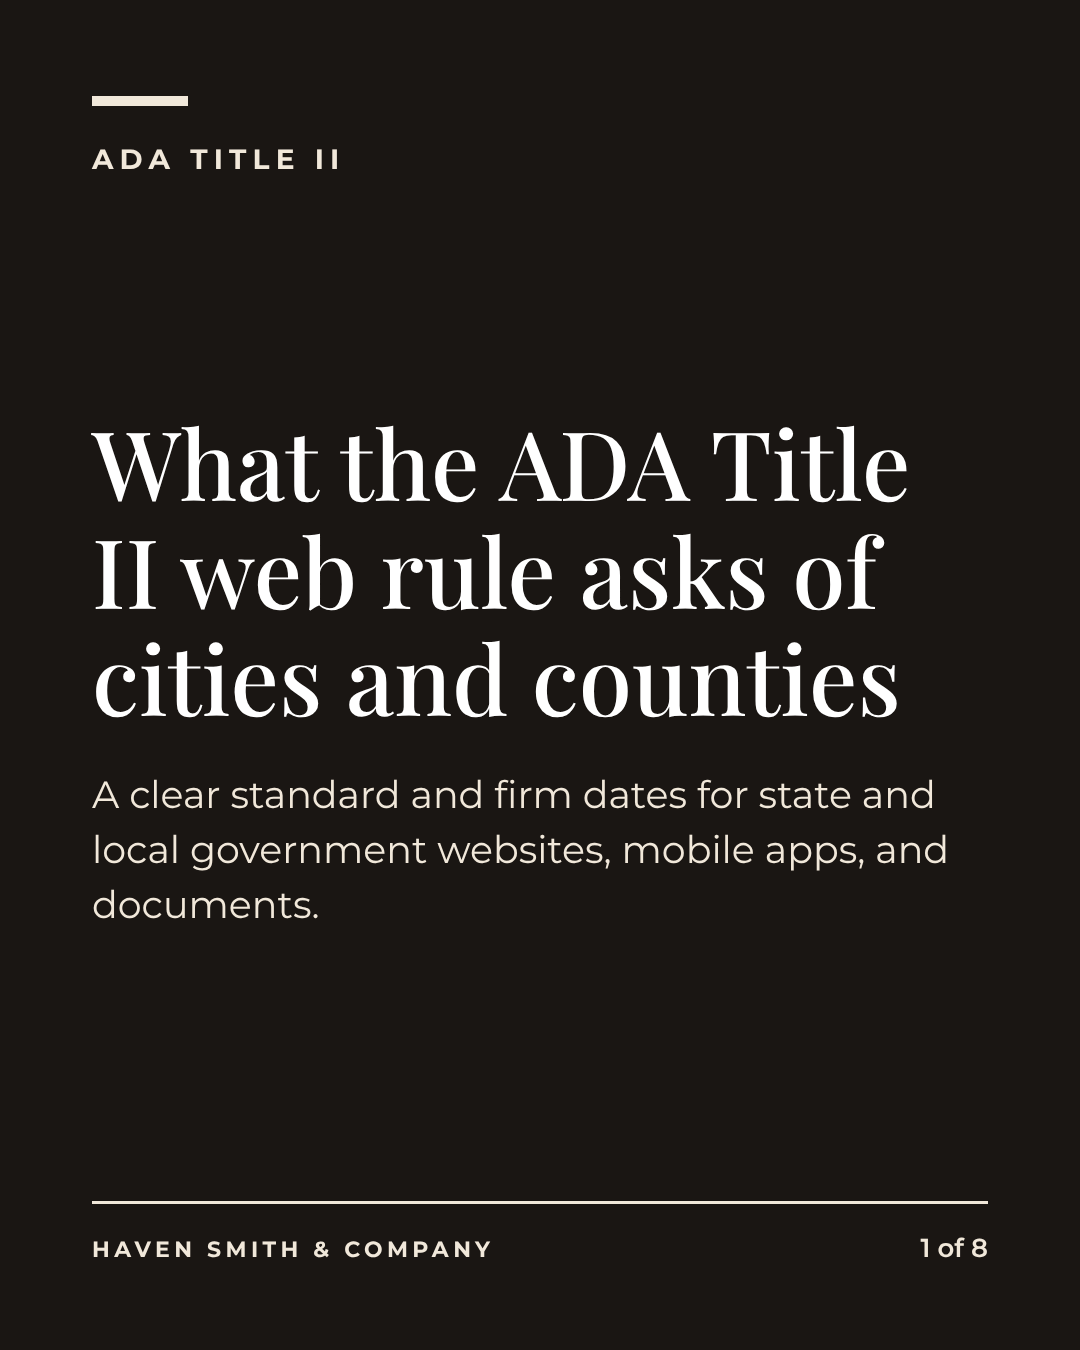 ADA TITLE II
What the ADA Title
II web rule asks of
cities and counties
A clear standard and firm dates for state and
local government websites, mobile apps, and
documents.
HAVEN SMITH & COMPANY
1 of 8